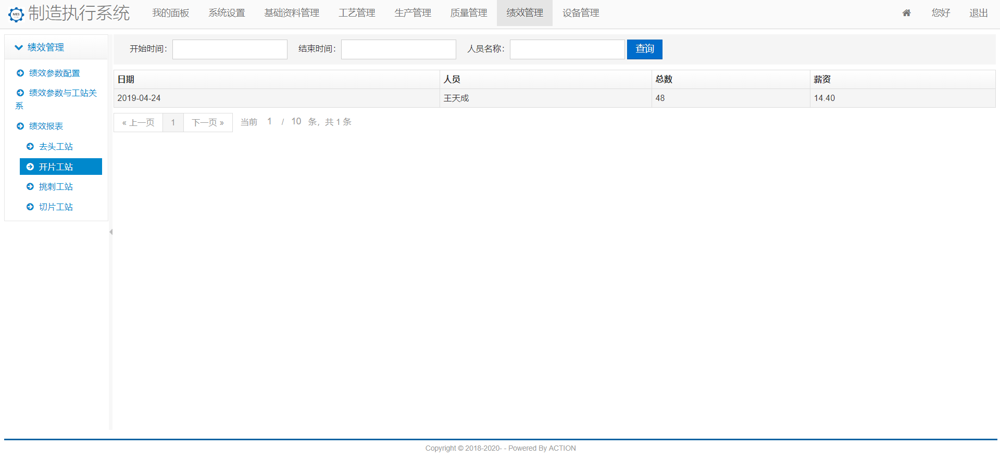 MES
制造执行系统 我的面板 系统设置 基础资料管理 工艺管理 生产管理 质量管理 绩效管理 设备管理 您好 退出
绩效管理
绩效参数配置
绩效参数与工站关
系
绩效报表
去头工站
开片工站
挑刺工站
切片工站
开始时间： 结束时间： 人员名称： 查询
日期 人员 总数 薪资
2019-04-24 王天成 48 14.40
« 上一页 1 下一页 » 当前 1 / 10 条，共 1 条
Copyright © 2018-2020- - Powered By ACTION